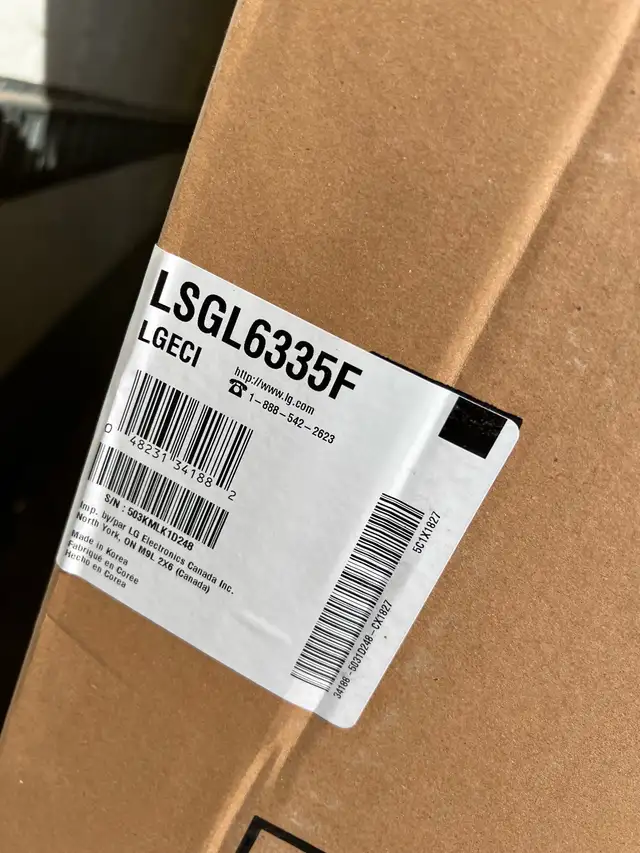 LSGL6335F
LGECI
http://www.lg.com
☎ 1-888-542-2623
0 48231 34188 2
S/N : 503KMLK1D248
Imp. by/par LG Electronics Canada Inc.
North York, ON M9L 2X6 (Canada)
Made in Korea
Fabriqué en Corée
Hecho en Corea
34188-5031D248-CX1827
5C1X1827